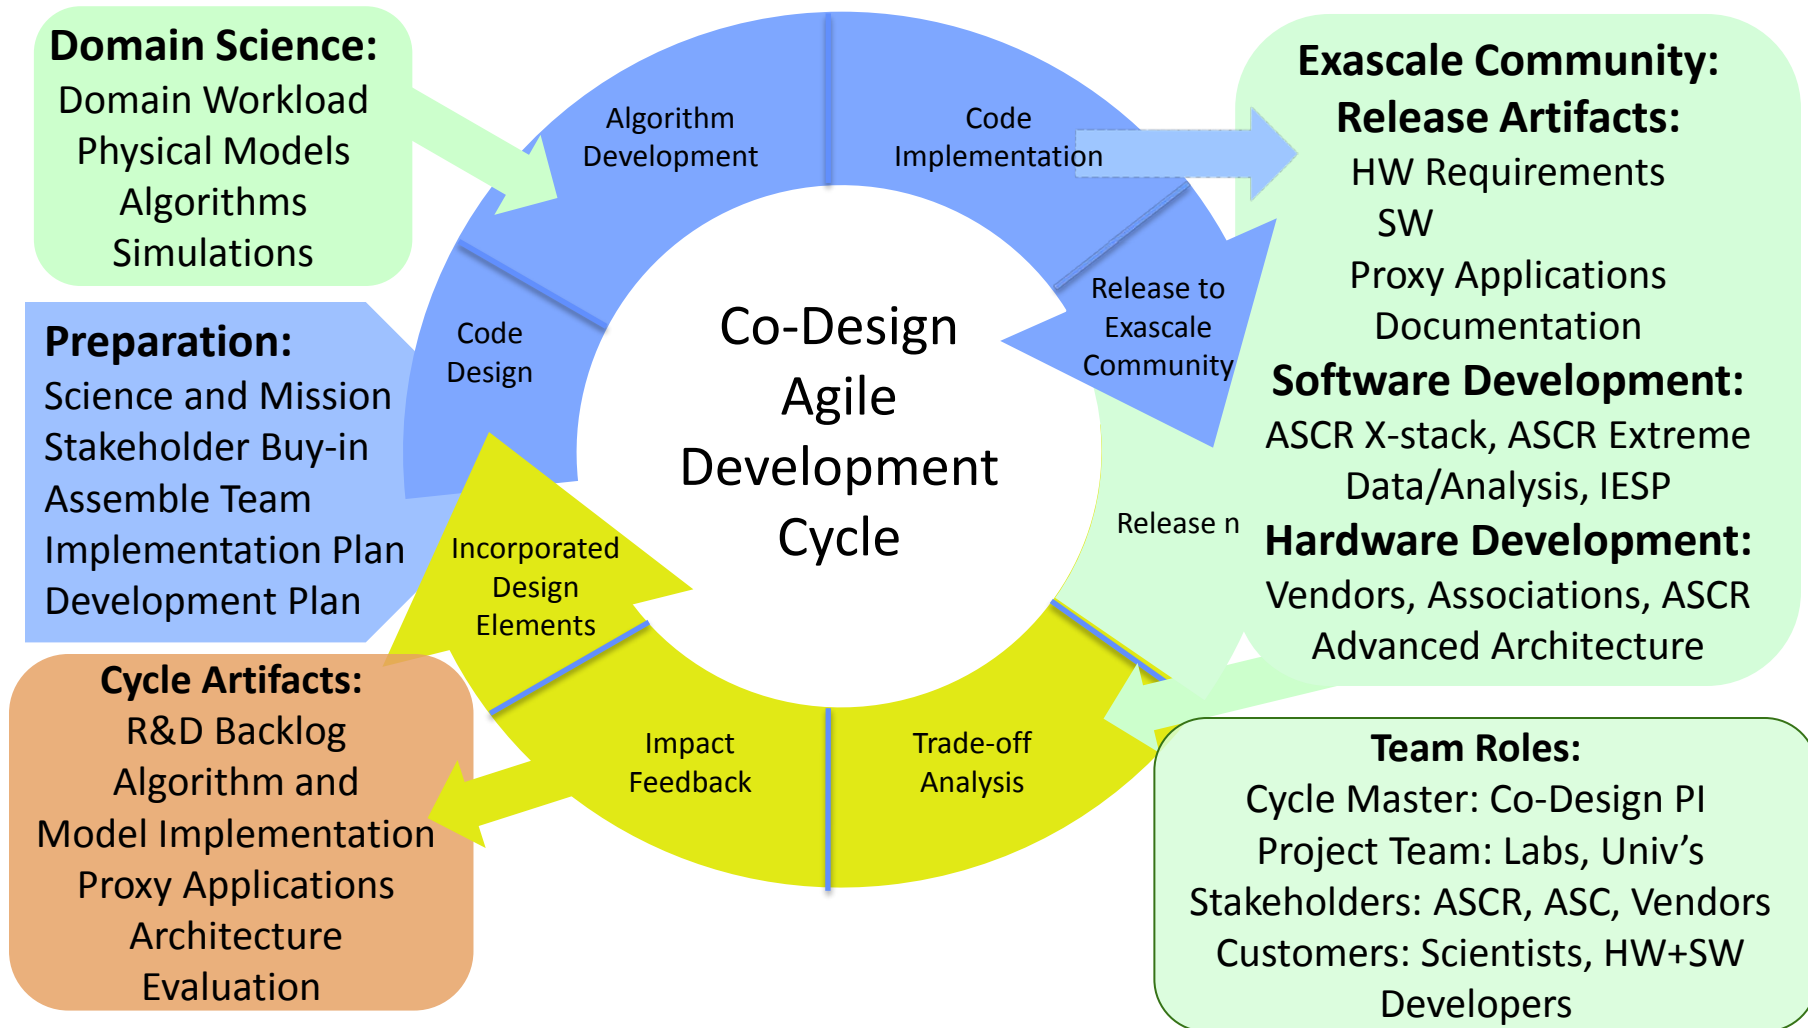 Domain Science:
Domain Workload
Physical Models
Algorithms
Simulations
Preparation:
Science and Mission
Stakeholder Buy-in
Assemble Team
Implementation Plan
Development Plan
Cycle Artifacts:
R&D Backlog
Algorithm and
Model Implementation
Proxy Applications
Architecture
Evaluation
Algorithm
Development
Code
Implementation
Code
Design
Release to
Exascale
Community
Co-Design
Agile
Development
Cycle
Release n
Incorporated
Design
Elements
Impact
Feedback
Trade-off
Analysis
Exascale Community:
Release Artifacts:
HW Requirements
SW
Proxy Applications
Documentation
Software Development:
ASCR X-stack, ASCR Extreme
Data/Analysis, IESP
Hardware Development:
Vendors, Associations, ASCR
Advanced Architecture
Team Roles:
Cycle Master: Co-Design PI
Project Team: Labs, Univ’s
Stakeholders: ASCR, ASC, Vendors
Customers: Scientists, HW+SW
Developers